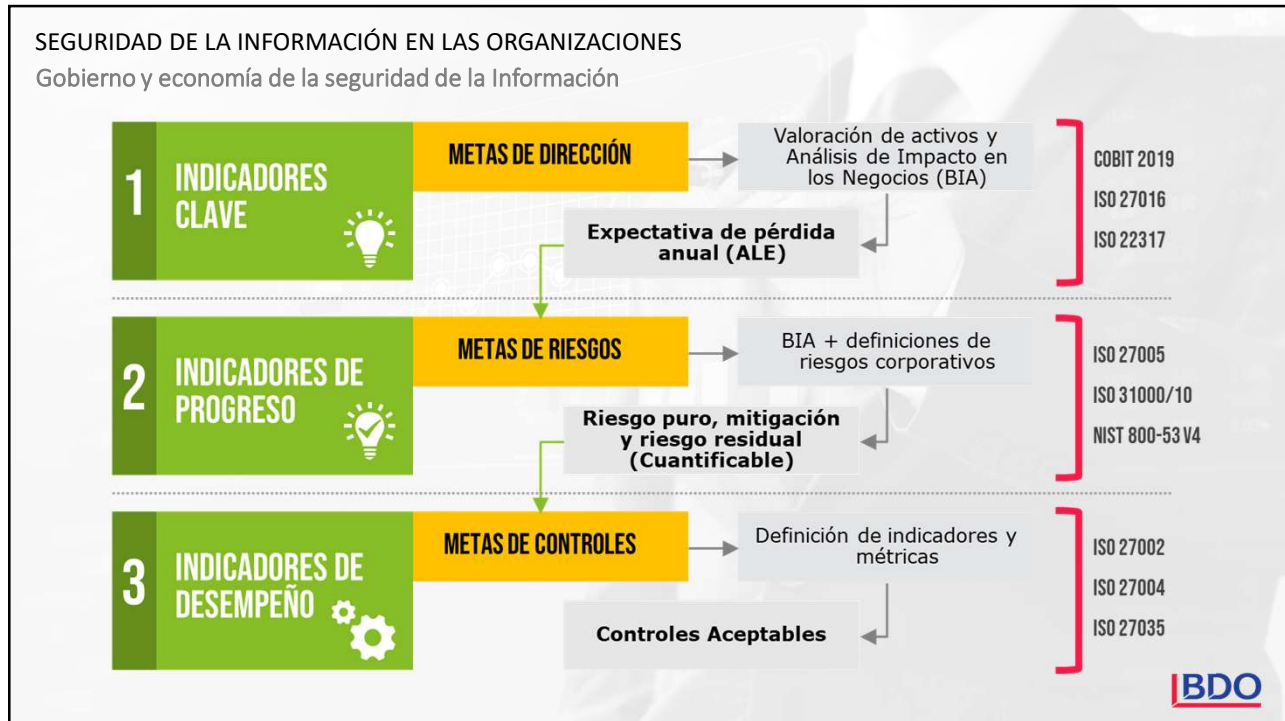 SEGURIDAD DE LA INFORMACIÓN EN LAS ORGANIZACIONES
Gobierno y economía de la seguridad de la Información
1
INDICADORES
CLAVE
METAS DE DIRECCIÓN
Valoración de activos y
Análisis de Impacto en
los Negocios (BIA)
Expectativa de pérdida
anual (ALE)
COBIT 2019
ISO 27016
ISO 22317
2
INDICADORES DE
PROGRESO
METAS DE RIESGOS
BIA + definiciones de
riesgos corporativos
Riesgo puro, mitigación
y riesgo residual
(Cuantificable)
ISO 27005
ISO 31000/10
NIST 800-53 V4
3
INDICADORES DE
DESEMPEÑO
METAS DE CONTROLES
Definición de indicadores y
métricas
Controles Aceptables
ISO 27002
ISO 27004
ISO 27035
BDO